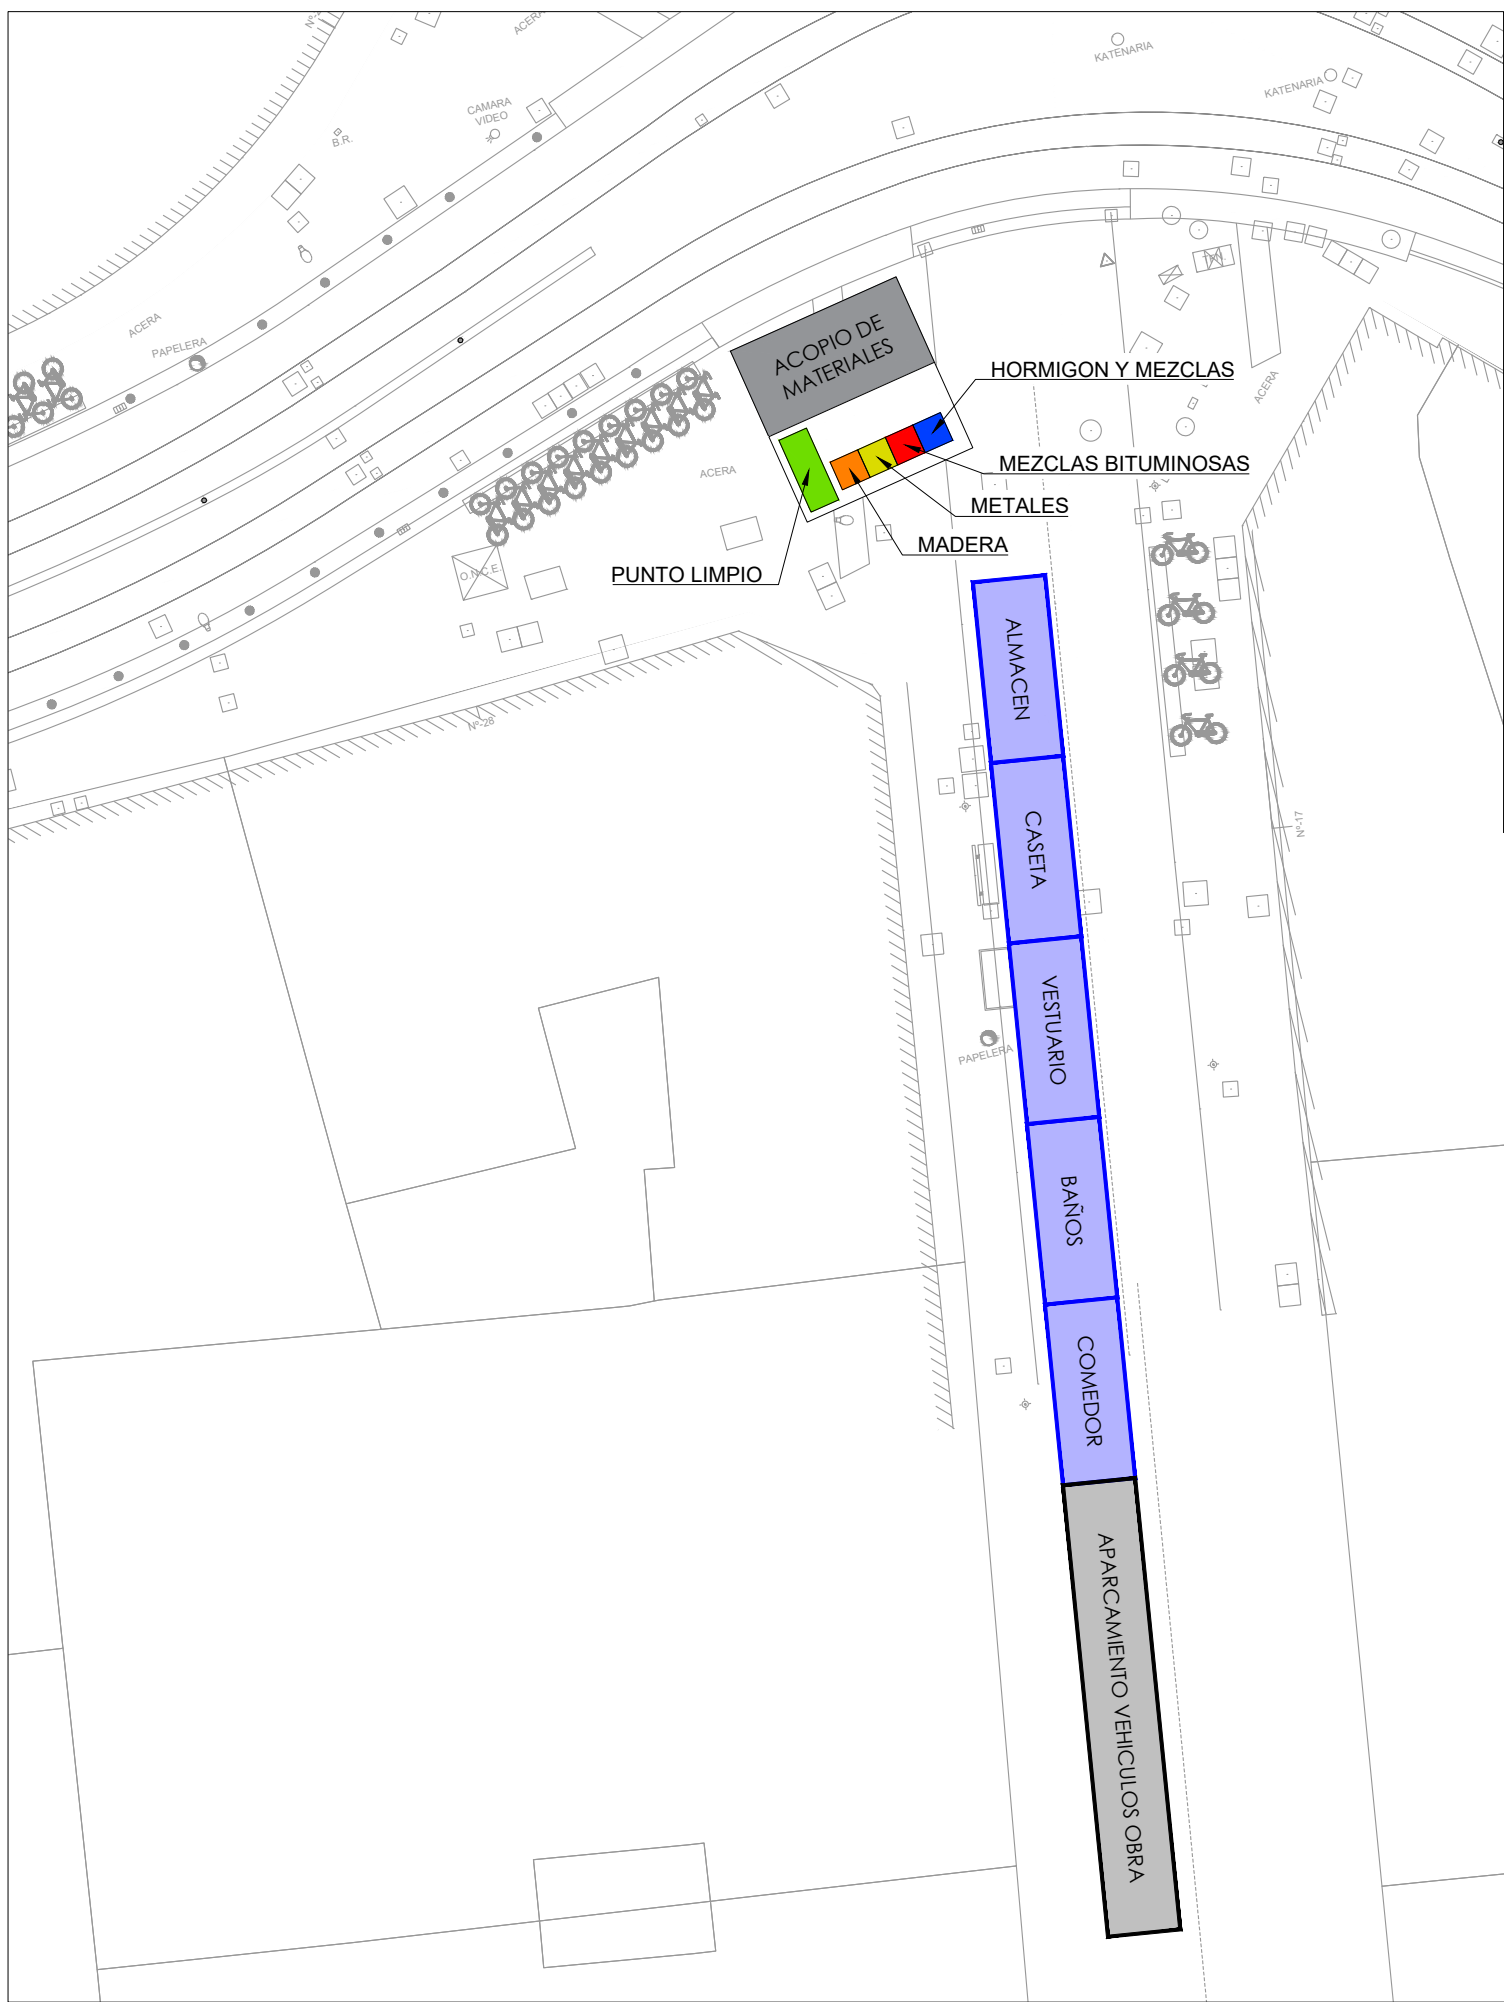 ACERA
KATENARIA
KATENARIA
CAMARA
VIDEO
B.R.
ACERA
PAPELERA
ACOPIO DE
MATERIALES
HORMIGON Y MEZCLAS
ACERA
MEZCLAS BITUMINOSAS
ACERA
METALES
MADERA
PUNTO LIMPIO
O.N.C.E.
ALMACEN
Nº-28
CASETA
Nº-17
VESTUARIO
PAPELERA
BAÑOS
COMEDOR
APARCAMIENTO VEHICULOS OBRA